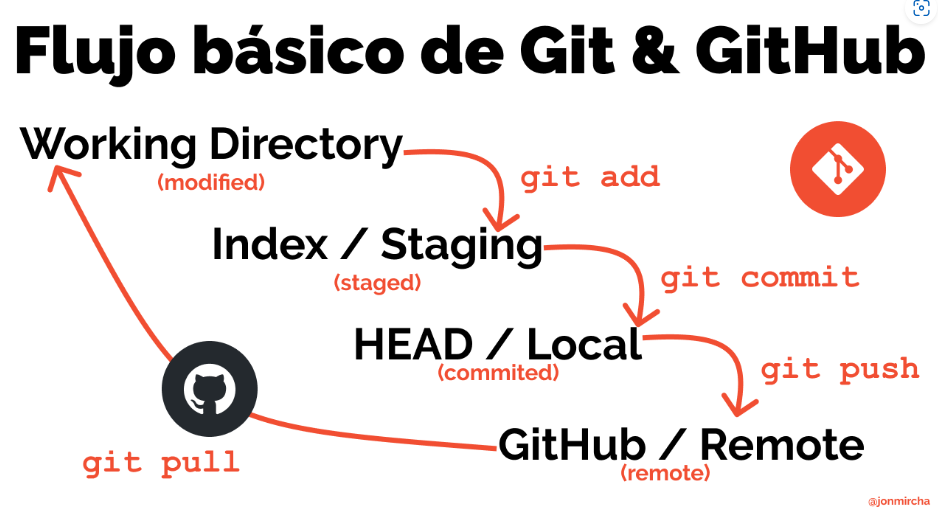 Flujo básico de Git & GitHub
Working Directory
(modified)
git add
Index / Staging
(staged)
git commit
HEAD / Local
(commited)
git push
GitHub / Remote
(remote)
git pull
@jonmircha